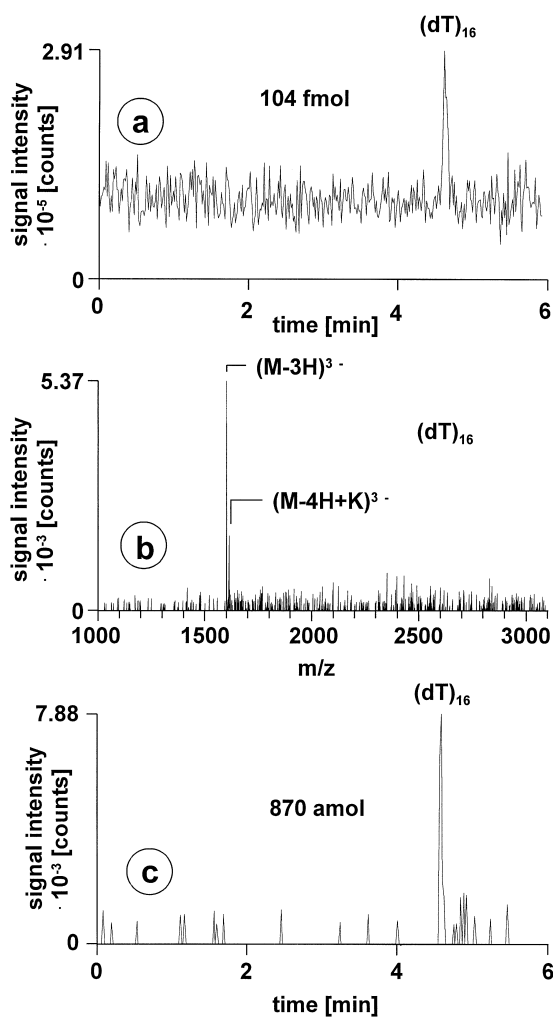 (dT)16
2.91
104 fmol
a
signal intensity
· 10-5 [counts]
0
0 2 4 6
time [min]
(M-3H)3 -
5.37
(dT)16
(M-4H+K)3 -
b
signal intensity
· 10-3 [counts]
0
1000 1500 2000 2500 3000
m/z
(dT)16
7.88
870 amol
c
signal intensity
· 10-3 [counts]
0
0 2 4 6
time [min]